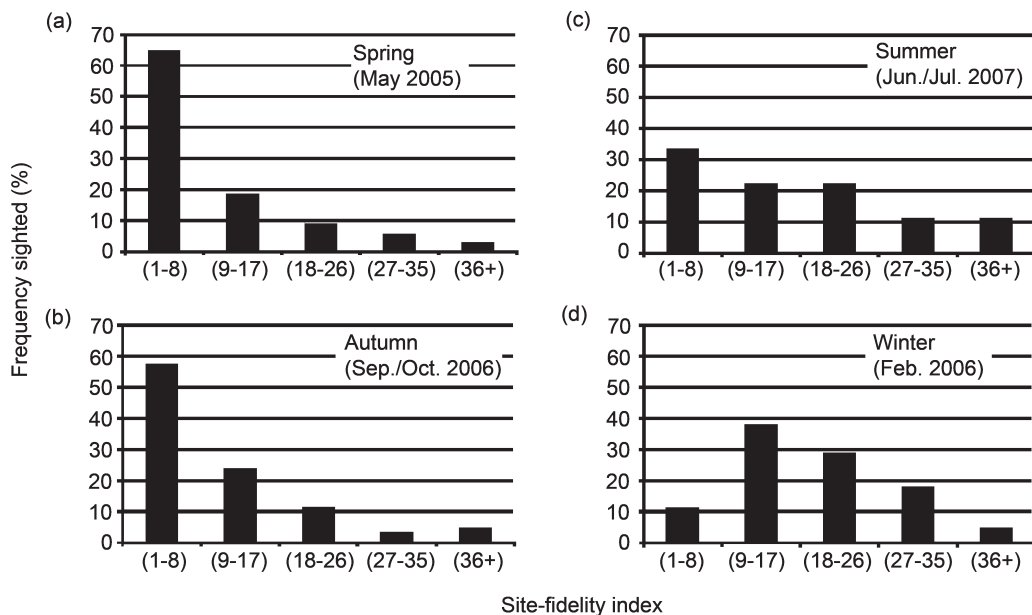 Frequency sighted (%)
(a)
Spring
(May 2005)
70
60
50
40
30
20
10
0
(1-8) (9-17) (18-26) (27-35) (36+)
(b)
Autumn
(Sep./Oct. 2006)
70
60
50
40
30
20
10
0
(1-8) (9-17) (18-26) (27-35) (36+)
(c)
Summer
(Jun./Jul. 2007)
70
60
50
40
30
20
10
0
(1-8) (9-17) (18-26) (27-35) (36+)
(d)
Winter
(Feb. 2006)
70
60
50
40
30
20
10
0
(1-8) (9-17) (18-26) (27-35) (36+)
Site-fidelity index